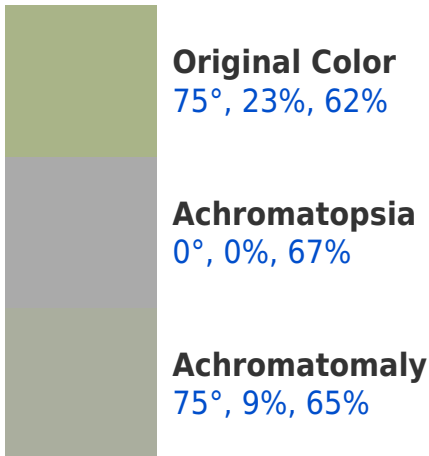 Original Color
75°, 23%, 62%
Achromatopsia
0°, 0%, 67%
Achromatomaly
75°, 9%, 65%